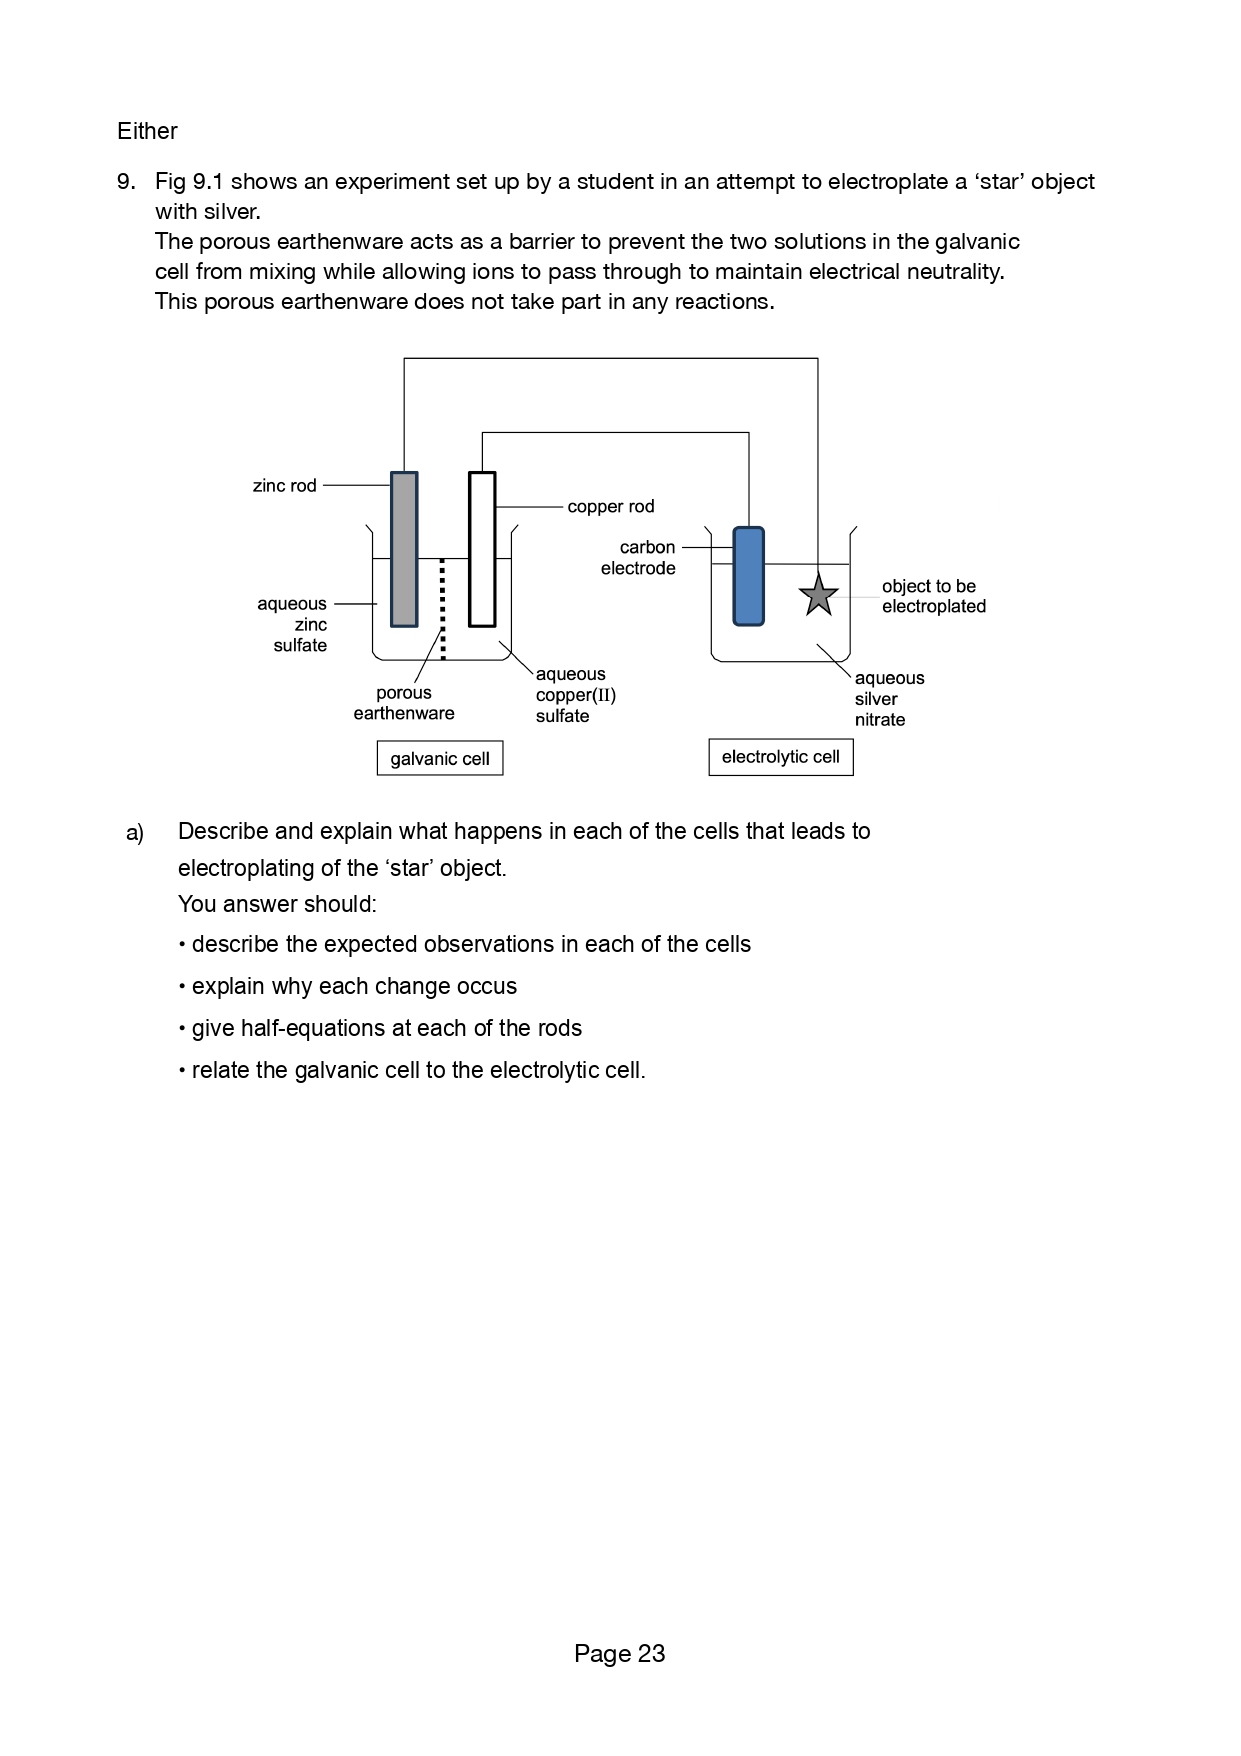 Either
9. Fig 9.1 shows an experiment set up by a student in an attempt to electroplate a ‘star’ object
with silver.
The porous earthenware acts as a barrier to prevent the two solutions in the galvanic
cell from mixing while allowing ions to pass through to maintain electrical neutrality.
This porous earthenware does not take part in any reactions.
zinc rod
copper rod
carbon
electrode
object to be
electroplated
aqueous
zinc
sulfate
porous
earthenware
aqueous
copper(II)
sulfate
aqueous
silver
nitrate
galvanic cell
electrolytic cell
a) Describe and explain what happens in each of the cells that leads to
electroplating of the ‘star’ object.
You answer should:
• describe the expected observations in each of the cells
• explain why each change occus
• give half-equations at each of the rods
• relate the galvanic cell to the electrolytic cell.
Page 23